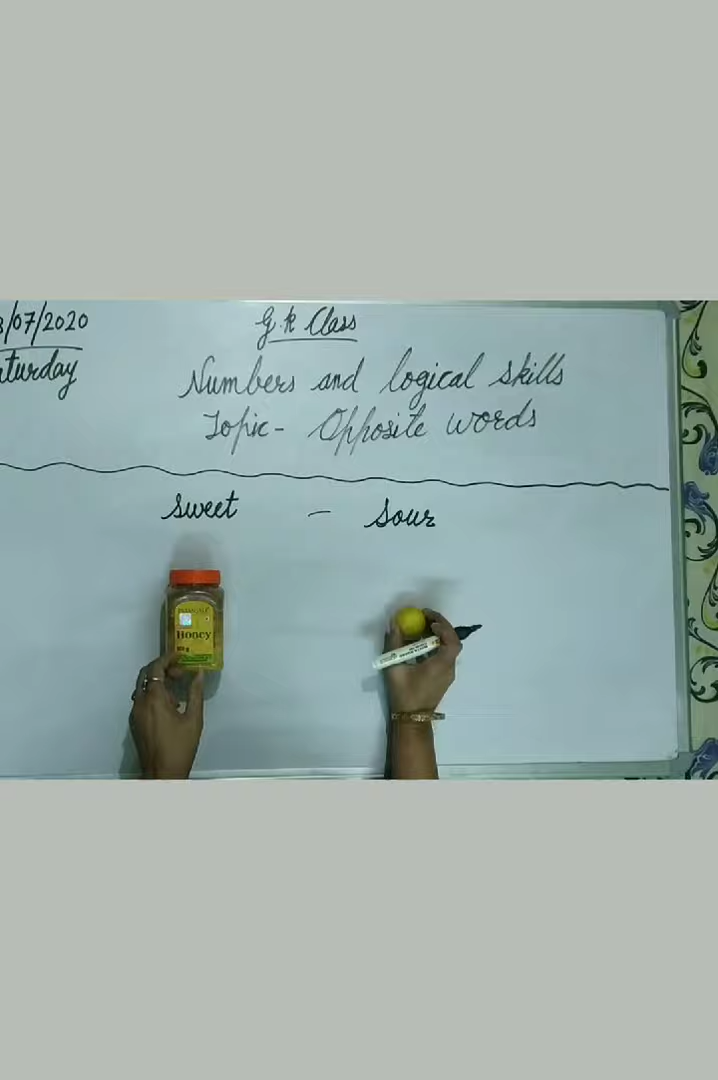 /07/2020
turday
G.K Class
Numbers and logical skills
Topic- Opposite words
sweet - sour
Honey